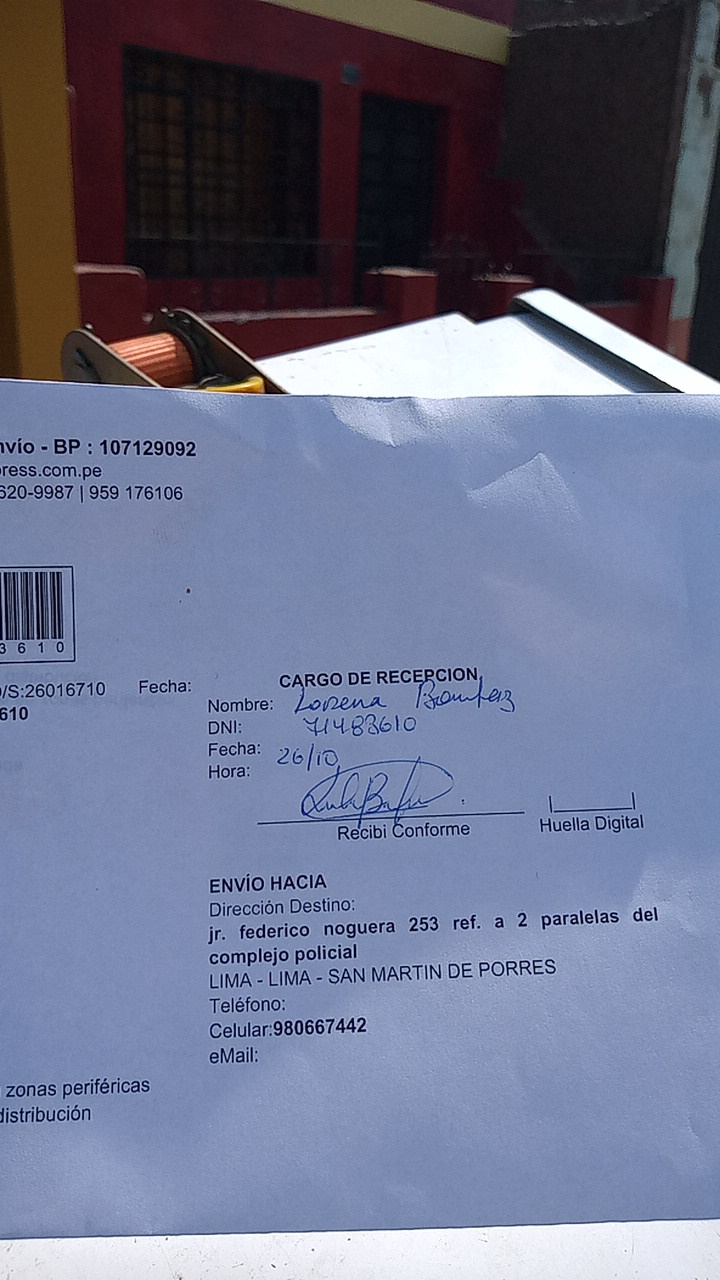 nvío - BP : 107129092
press.com.pe
620-9987 | 959 176106
3 6 1 0
O/S:26016710 Fecha:
610
CARGO DE RECEPCION
Nombre: Lorena
DNI: 71483610
Fecha: 26/10
Hora:
Recibi Conforme
Huella Digital
ENVÍO HACIA
Dirección Destino:
jr. federico noguera 253 ref. a 2 paralelas del
complejo policial
LIMA - LIMA - SAN MARTIN DE PORRES
Teléfono:
Celular:980667442
eMail:
zonas periféricas
distribución